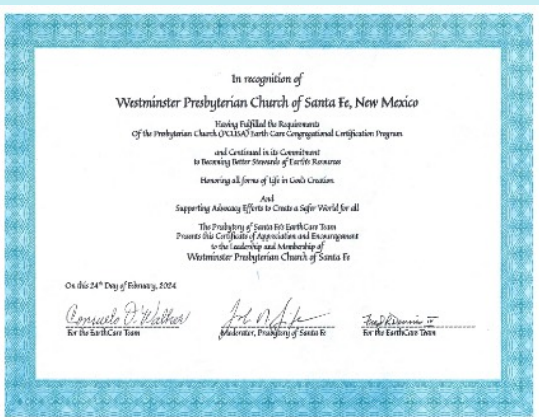 In recognition of
Westminster Presbyterian Church of Santa Fe, New Mexico
Having Fulfilled the Requirements
Of the Presbyterian Church (PCUSA) Earth Care Congregational Certification Program
and Continued in its Commitment
to Becoming Better Stewards of Earth's Resources
Honoring all forms of Life in God's Creation
And
Supporting Advocacy Efforts to Create a Safer World for all
The Presbytery of Santa Fe's EarthCare Team
Presents this Certificate of Appreciation and Encouragement
to the Leadership and Membership of
Westminster Presbyterian Church of Santa Fe
On this 24th Day of February, 2024
Consuelo D. Walker
For the EarthCare Team
Moderator, Presbytery of Santa Fe
For the EarthCare Team